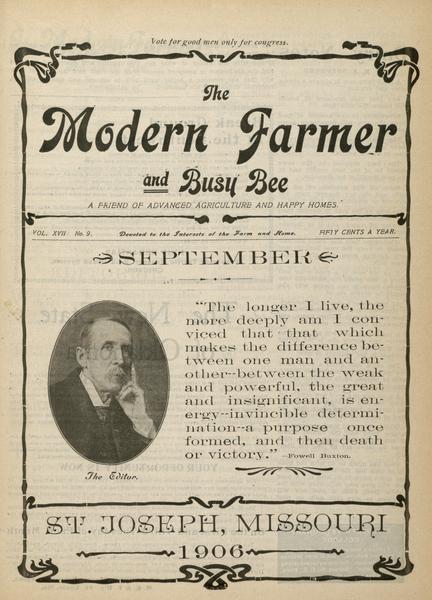 Vote for good men only for congress.
The
Modern Farmer
and Busy Bee
A FRIEND OF ADVANCED AGRICULTURE AND HAPPY HOMES.
VOL. XVII No. 9. Devoted to the Interests of the Farm and Home. FIFTY CENTS A YEAR.
SEPTEMBER
"The longer I live, the
more deeply am I con-
viced that that which
makes the difference be-
tween one man and an-
other--between the weak
and powerful, the great
and insignificant, is en-
ergy--invincible determi-
nation--a purpose once
formed, and then death
or victory." --Fowell Buxton.
The Editor.
ST. JOSEPH, MISSOURI
1906